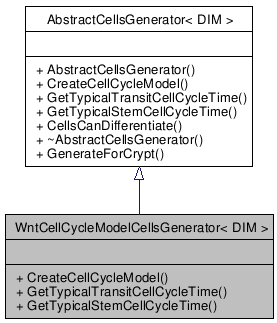 AbstractCellsGenerator< DIM >
+ AbstractCellsGenerator()
+ CreateCellCycleModel()
+ GetTypicalTransitCellCycleTime()
+ GetTypicalStemCellCycleTime()
+ CellsCanDifferentiate()
+ ~AbstractCellsGenerator()
+ GenerateForCrypt()
WntCellCycleModelCellsGenerator< DIM >
+ CreateCellCycleModel()
+ GetTypicalTransitCellCycleTime()
+ GetTypicalStemCellCycleTime()